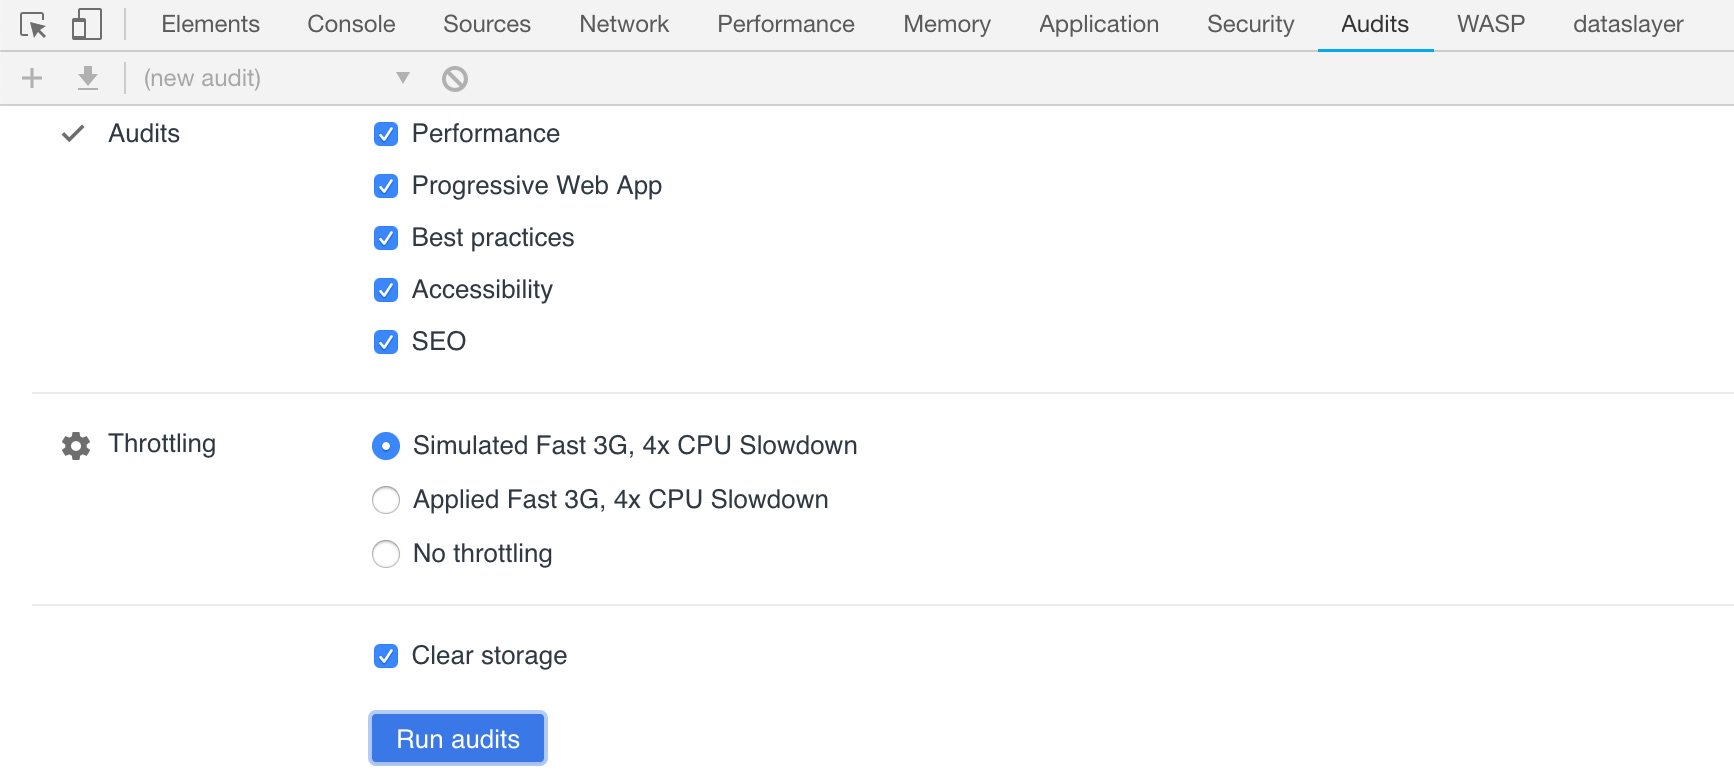 Elements Console Sources Network Performance Memory Application Security Audits WASP dataslayer
(new audit)
Audits
Performance
Progressive Web App
Best practices
Accessibility
SEO
Throttling
Simulated Fast 3G, 4x CPU Slowdown
Applied Fast 3G, 4x CPU Slowdown
No throttling
Clear storage
Run audits